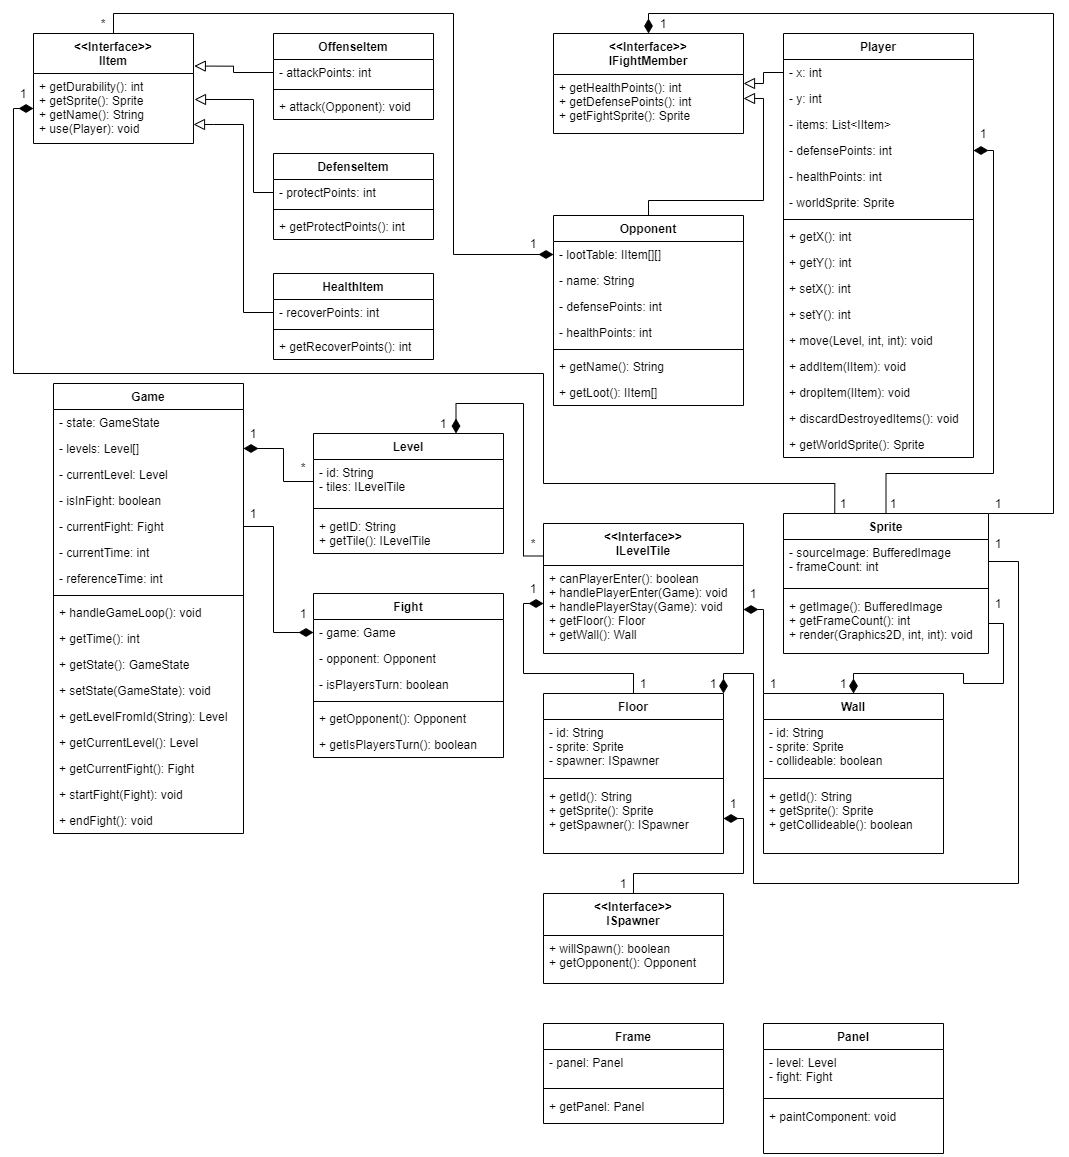 *
<<Interface>>
IItem
+ getDurability(): int
+ getSprite(): Sprite
+ getName(): String
+ use(Player): void
1
OffenseItem
- attackPoints: int
+ attack(Opponent): void
DefenseItem
- protectPoints: int
+ getProtectPoints(): int
HealthItem
- recoverPoints: int
+ getRecoverPoints(): int
1
<<Interface>>
IFightMember
+ getHealthPoints(): int
+ getDefensePoints(): int
+ getFightSprite(): Sprite
Player
- x: int
- y: int
- items: List<IItem>
- defensePoints: int
- healthPoints: int
- worldSprite: Sprite
+ getX(): int
+ getY(): int
+ setX(): int
+ setY(): int
+ move(Level, int, int): void
+ addItem(IItem): void
+ dropItem(IItem): void
+ discardDestroyedItems(): void
+ getWorldSprite(): Sprite
1
1
Opponent
- lootTable: IItem[][]
- name: String
- defensePoints: int
- healthPoints: int
+ getName(): String
+ getLoot(): IItem[]
Game
- state: GameState
- levels: Level[]
- currentLevel: Level
- isInFight: boolean
- currentFight: Fight
- currentTime: int
- referenceTime: int
+ handleGameLoop(): void
+ getTime(): int
+ getState(): GameState
+ setState(GameState): void
+ getLevelFromId(String): Level
+ getCurrentLevel(): Level
+ getCurrentFight(): Fight
+ startFight(Fight): void
+ endFight(): void
1
*
1
1
1
Level
- id: String
- tiles: ILevelTile
+ getID: String
+ getTile(): ILevelTile
Fight
- game: Game
- opponent: Opponent
- isPlayersTurn: boolean
+ getOpponent(): Opponent
+ getIsPlayersTurn(): boolean
*
1
<<Interface>>
ILevelTile
+ canPlayerEnter(): boolean
+ handlePlayerEnter(Game): void
+ handlePlayerStay(Game): void
+ getFloor(): Floor
+ getWall(): Wall
1
1
1
1
Sprite
- sourceImage: BufferedImage
- frameCount: int
+ getImage(): BufferedImage
+ getFrameCount(): int
+ render(Graphics2D, int, int): void
1
1
1
1
1
1
Floor
- id: String
- sprite: Sprite
- spawner: ISpawner
+ getId(): String
+ getSprite(): Sprite
+ getSpawner(): ISpawner
1
Wall
- id: String
- sprite: Sprite
- collideable: boolean
+ getId(): String
+ getSprite(): Sprite
+ getCollideable(): boolean
1
<<Interface>>
ISpawner
+ willSpawn(): boolean
+ getOpponent(): Opponent
Frame
- panel: Panel
+ getPanel: Panel
Panel
- level: Level
- fight: Fight
+ paintComponent: void